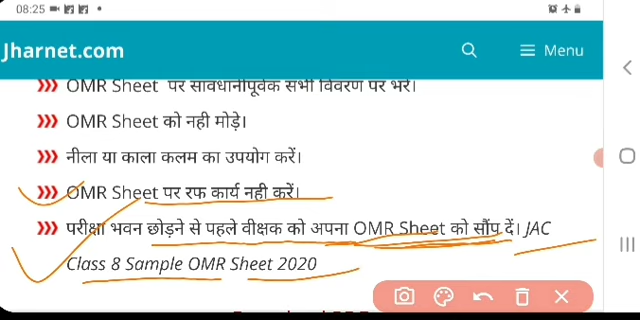 08:25
Jharnet.com
Menu
OMR Sheet पर सावधानीपूर्वक सभी विवरण पर भरें।
OMR Sheet को नही मोड़े।
नीला या काला कलम का उपयोग करें।
OMR Sheet पर रफ कार्य नही करें।
परीक्षा भवन छोड़ने से पहले वीक्षक को अपना OMR Sheet को सौंप दें। JAC
Class 8 Sample OMR Sheet 2020